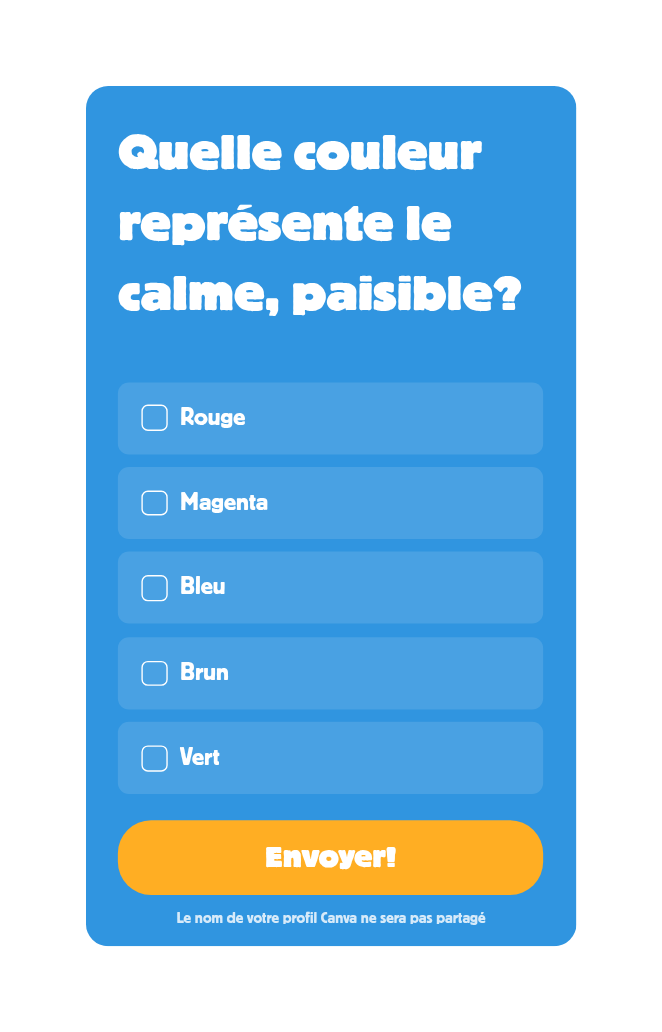 Quelle couleur
représente le
calme, paisible?
Rouge
Magenta
Bleu
Brun
Vert
Envoyer!
Le nom de votre profil Canva ne sera pas partagé